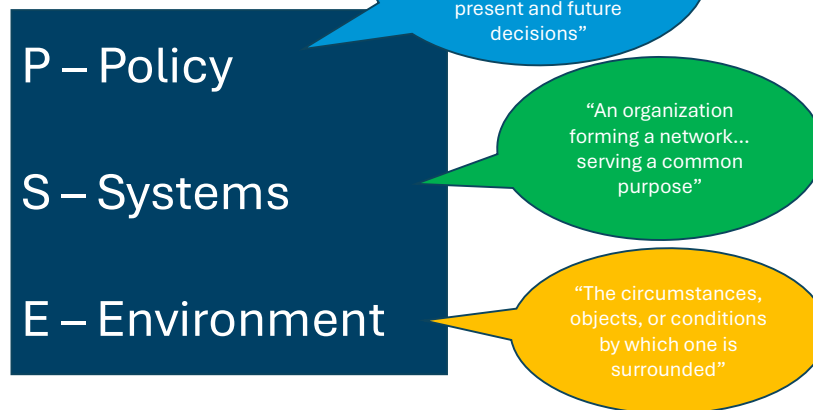 present and future
decisions”
P – Policy
“An organization
forming a network...
serving a common
purpose”
S – Systems
“The circumstances,
objects, or conditions
by which one is
surrounded”
E – Environment